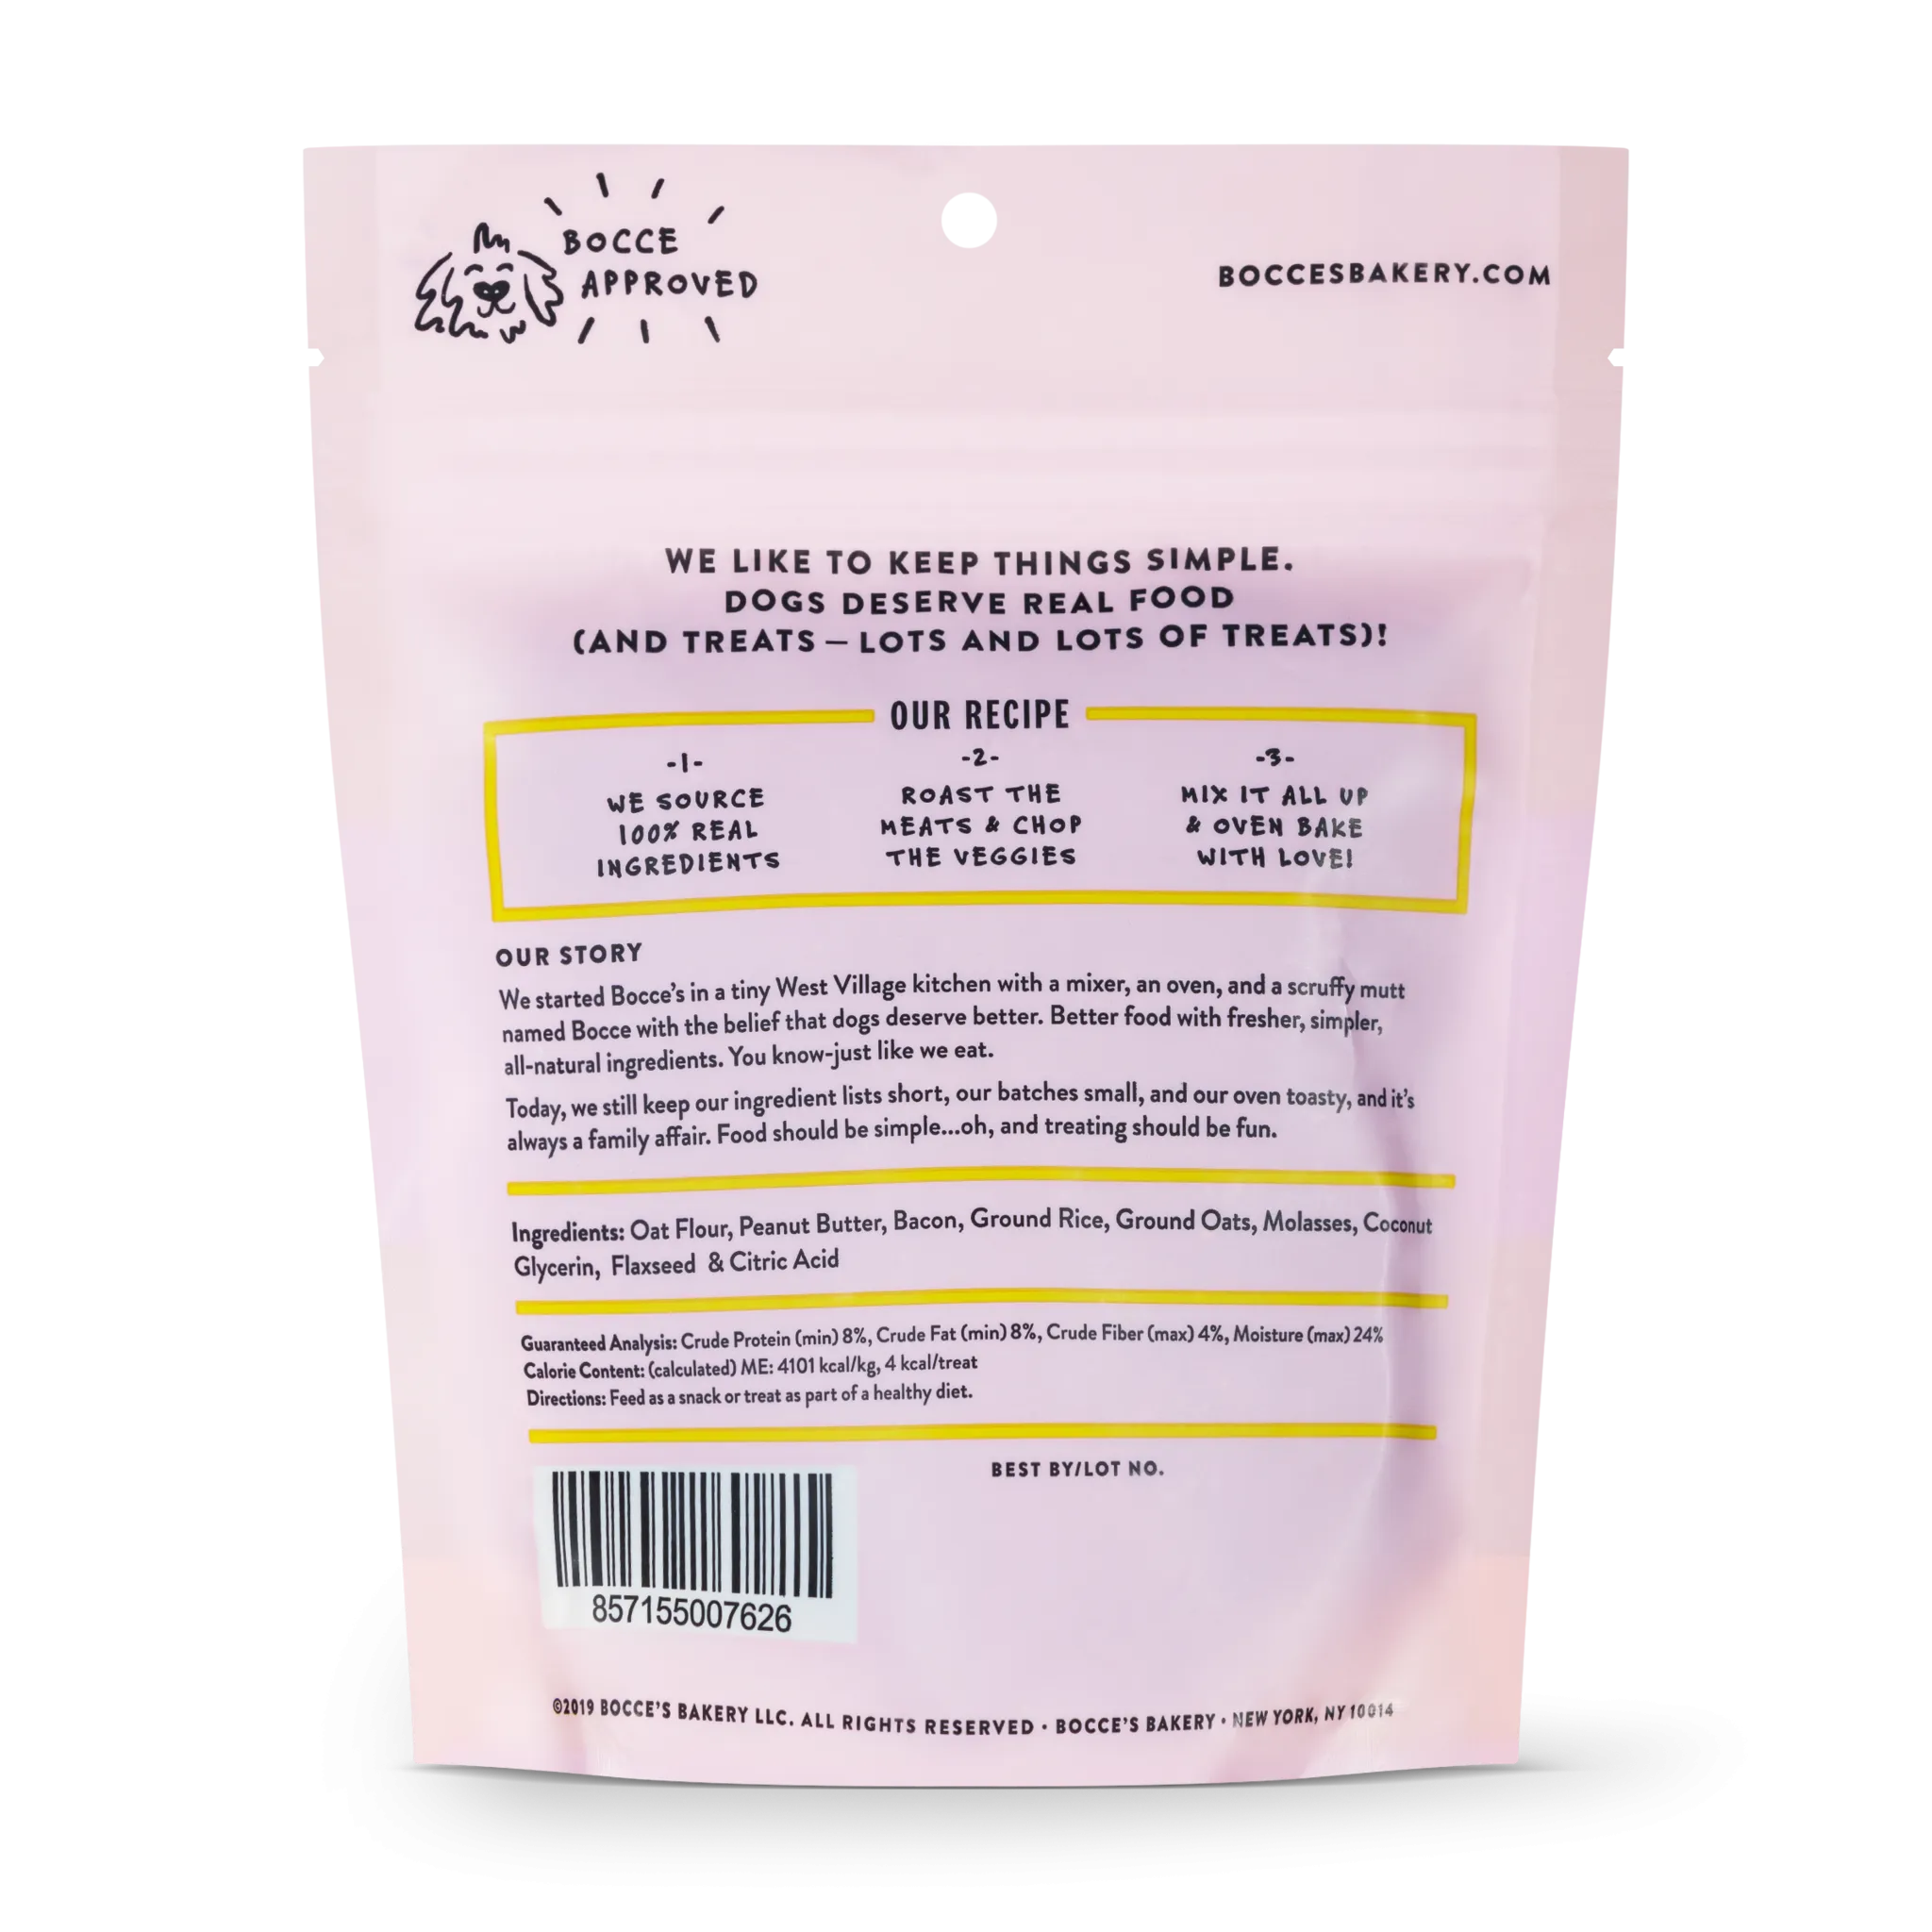 BOCCE
APPROVED
BOCCESBAKERY.COM
WE LIKE TO KEEP THINGS SIMPLE.
DOGS DESERVE REAL FOOD
(AND TREATS — LOTS AND LOTS OF TREATS)!
OUR RECIPE
-1-
WE SOURCE
100% REAL
INGREDIENTS
-2-
ROAST THE
MEATS & CHOP
THE VEGGIES
-3-
MIX IT ALL UP
& OVEN BAKE
WITH LOVE!
OUR STORY
We started Bocce's in a tiny West Village kitchen with a mixer, an oven, and a scruffy mutt
named Bocce with the belief that dogs deserve better. Better food with fresher, simpler,
all-natural ingredients. You know-just like we eat.
Today, we still keep our ingredient lists short, our batches small, and our oven toasty, and it's
always a family affair. Food should be simple...oh, and treating should be fun.
Ingredients: Oat Flour, Peanut Butter, Bacon, Ground Rice, Ground Oats, Molasses, Coconut
Glycerin, Flaxseed & Citric Acid
Guaranteed Analysis: Crude Protein (min) 8%, Crude Fat (min) 8%, Crude Fiber (max) 4%, Moisture (max) 24%
Calorie Content: (calculated) ME: 4101 kcal/kg, 4 kcal/treat
Directions: Feed as a snack or treat as part of a healthy diet.
BEST BY/LOT NO.
857155007626
©2019 BOCCE'S BAKERY LLC. ALL RIGHTS RESERVED • BOCCE'S BAKERY • NEW YORK, NY 10014